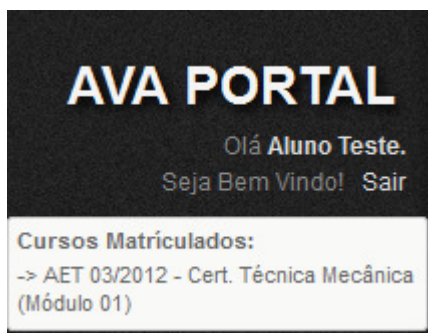 AVA PORTAL
Olá Aluno Teste.
Seja Bem Vindo! Sair
Cursos Matrículados:
-> AET 03/2012 - Cert. Técnica Mecânica
(Módulo 01)